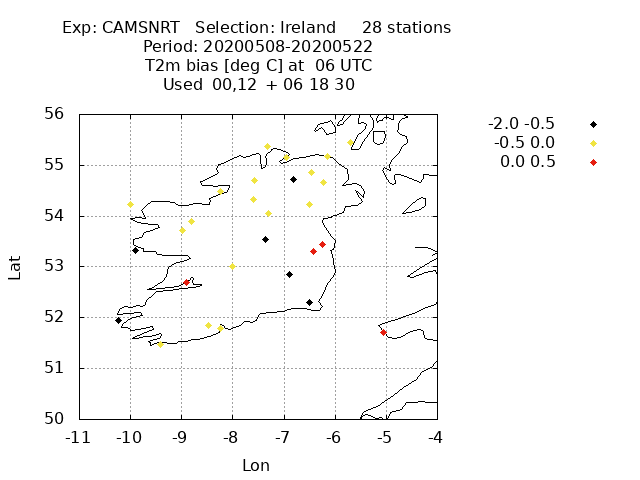 Exp: CAMSNRT Selection: Ireland 28 stations
Period: 20200508-20200522
T2m bias [deg C] at 06 UTC
Used 00,12 + 06 18 30
-2.0 -0.5
-0.5 0.0
0.0 0.5
56
55
54
53
52
51
50
Lat
-11 -10 -9 -8 -7 -6 -5 -4
Lon